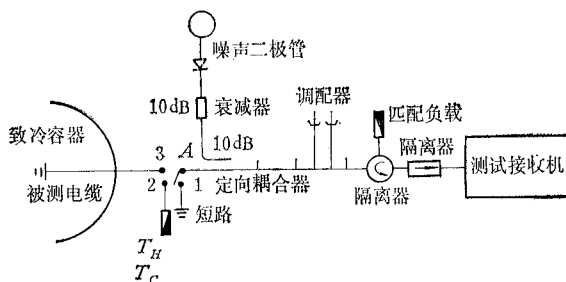 噪声二极管
10dB
衰减器
10dB
调配器
匹配负载
致冷容器
隔离器
测试接收机
3
A
被测电缆
2
1
定向耦合器
隔离器
短路
T_H
T_C